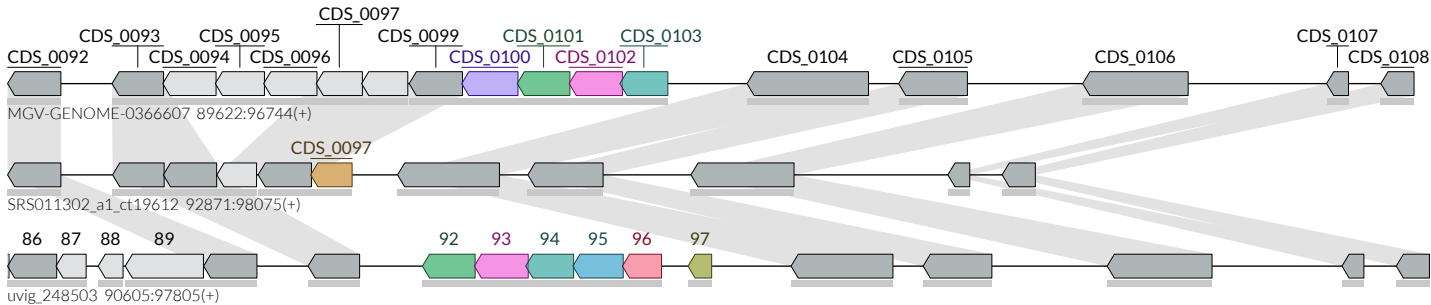 CDS_0097
CDS_0093 CDS_0095 CDS_0099 CDS_0101 CDS_0103 CDS_0107
CDS_0092 CDS_0094 CDS_0096 CDS_0100 CDS_0102 CDS_0104 CDS_0105 CDS_0106 CDS_0108
MGV-GENOME-0366607 89622:96744(+)
CDS_0097
SRS011302_a1_ct19612 92871:98075(+)
86 87 88 89 92 93 94 95 96 97
uvig_248503 90605:97805(+)